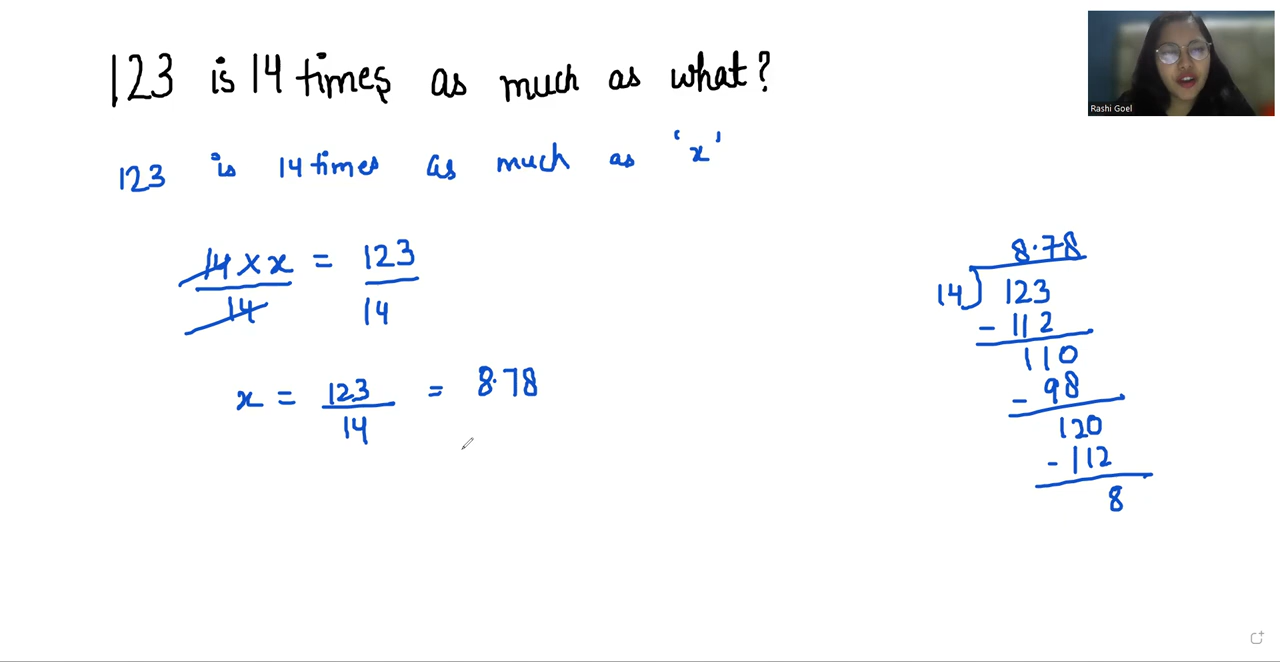 123 is 14 times as much as what?
Rashi Goel
123 is 14 times as much as 'x'
14 × x = 123
14 14
x = 123 = 8.78
14
8.78
14 ) 123
- 112
110
- 98
120
- 112
8